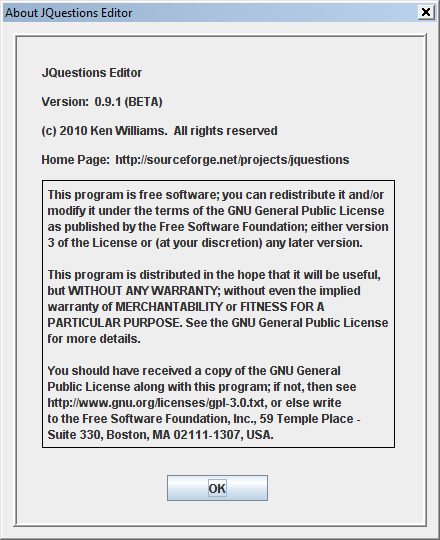 About JQuestions Editor
JQuestions Editor
Version:  0.9.1 (BETA)
(c) 2010 Ken Williams.  All rights reserved
Home Page:  http://sourceforge.net/projects/jquestions
This program is free software; you can redistribute it and/or
modify it under the terms of the GNU General Public License
as published by the Free Software Foundation; either version
3 of the License or (at your discretion) any later version.
This program is distributed in the hope that it will be useful,
but WITHOUT ANY WARRANTY; without even the implied
warranty of MERCHANTABILITY or FITNESS FOR A
PARTICULAR PURPOSE. See the GNU General Public License
for more details.
You should have received a copy of the GNU General
Public License along with this program; if not, then see
http://www.gnu.org/licenses/gpl-3.0.txt, or else write
to the Free Software Foundation, Inc., 59 Temple Place -
Suite 330, Boston, MA 02111-1307, USA.
OK